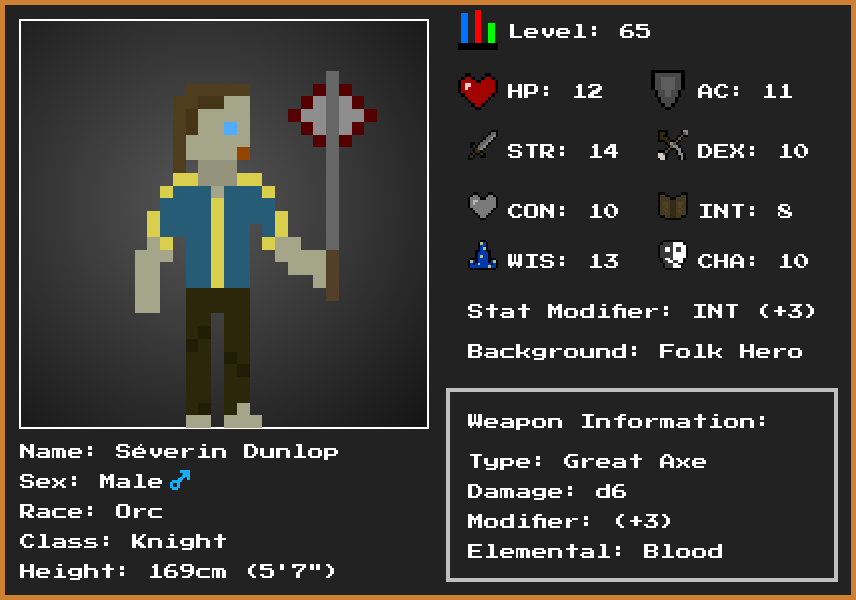 Level: 65
HP: 12 AC: 11
STR: 14 DEX: 10
CON: 10 INT: 8
WIS: 13 CHA: 10
Stat Modifier: INT (+3)
Background: Folk Hero
Weapon Information:
Type: Great Axe
Damage: d6
Modifier: (+3)
Elemental: Blood
Name: Séverin Dunlop
Sex: Male ♂
Race: Orc
Class: Knight
Height: 169cm (5'7")